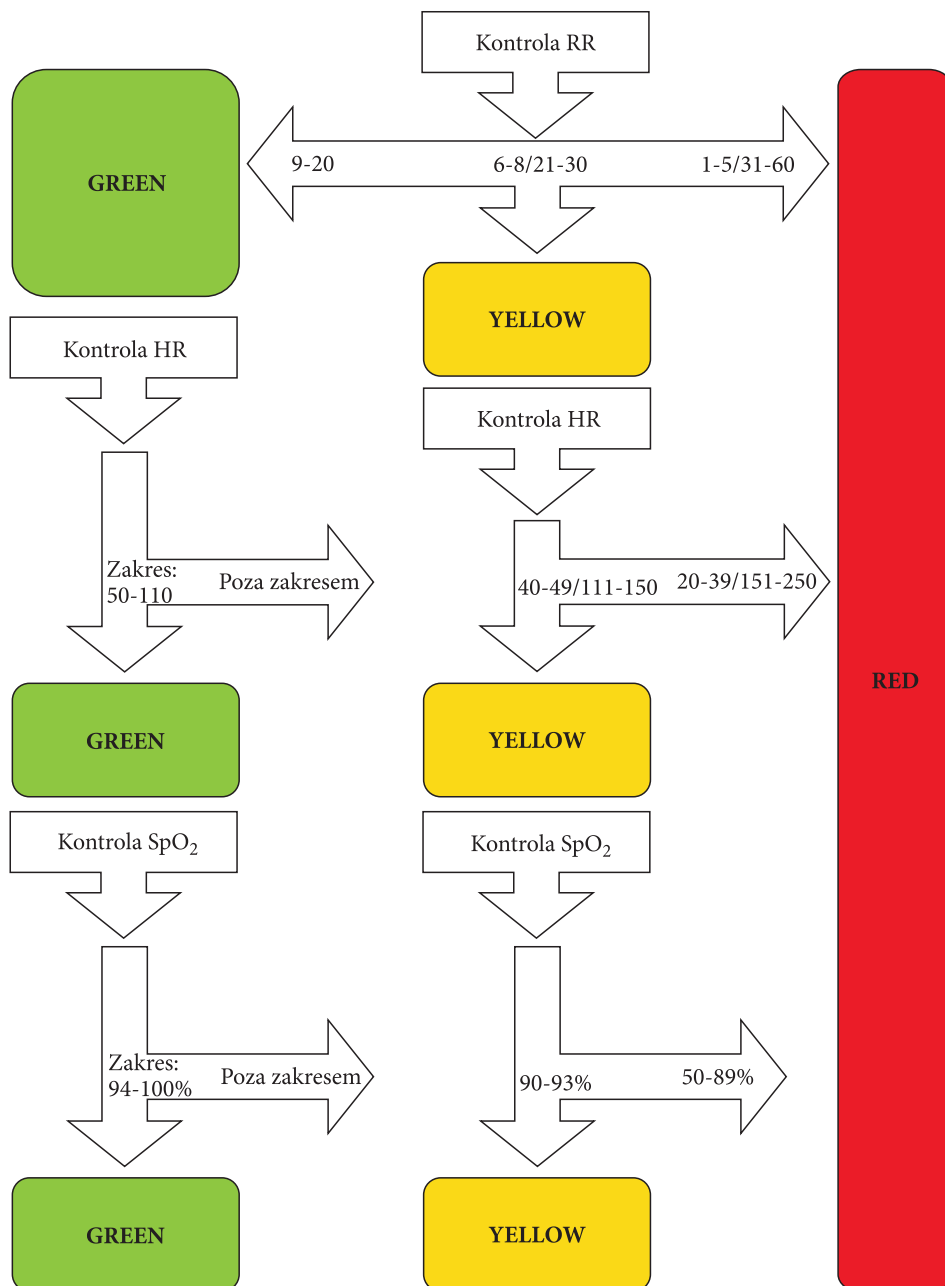 Kontrola RR
9-20
6-8/21-30
1-5/31-60
GREEN
YELLOW
Kontrola HR
Kontrola HR
Zakres:
50-110
Poza zakresem
40-49/111-150
20-39/151-250
RED
GREEN
YELLOW
Kontrola SpO₂
Kontrola SpO₂
Zakres:
94-100%
Poza zakresem
90-93%
50-89%
GREEN
YELLOW